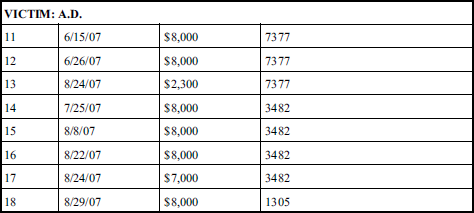 VICTIM: A.D.
11 6/15/07 $8,000 7377
12 6/26/07 $8,000 7377
13 8/24/07 $2,300 7377
14 7/25/07 $8,000 3482
15 8/8/07 $8,000 3482
16 8/22/07 $8,000 3482
17 8/24/07 $7,000 3482
18 8/29/07 $8,000 1305